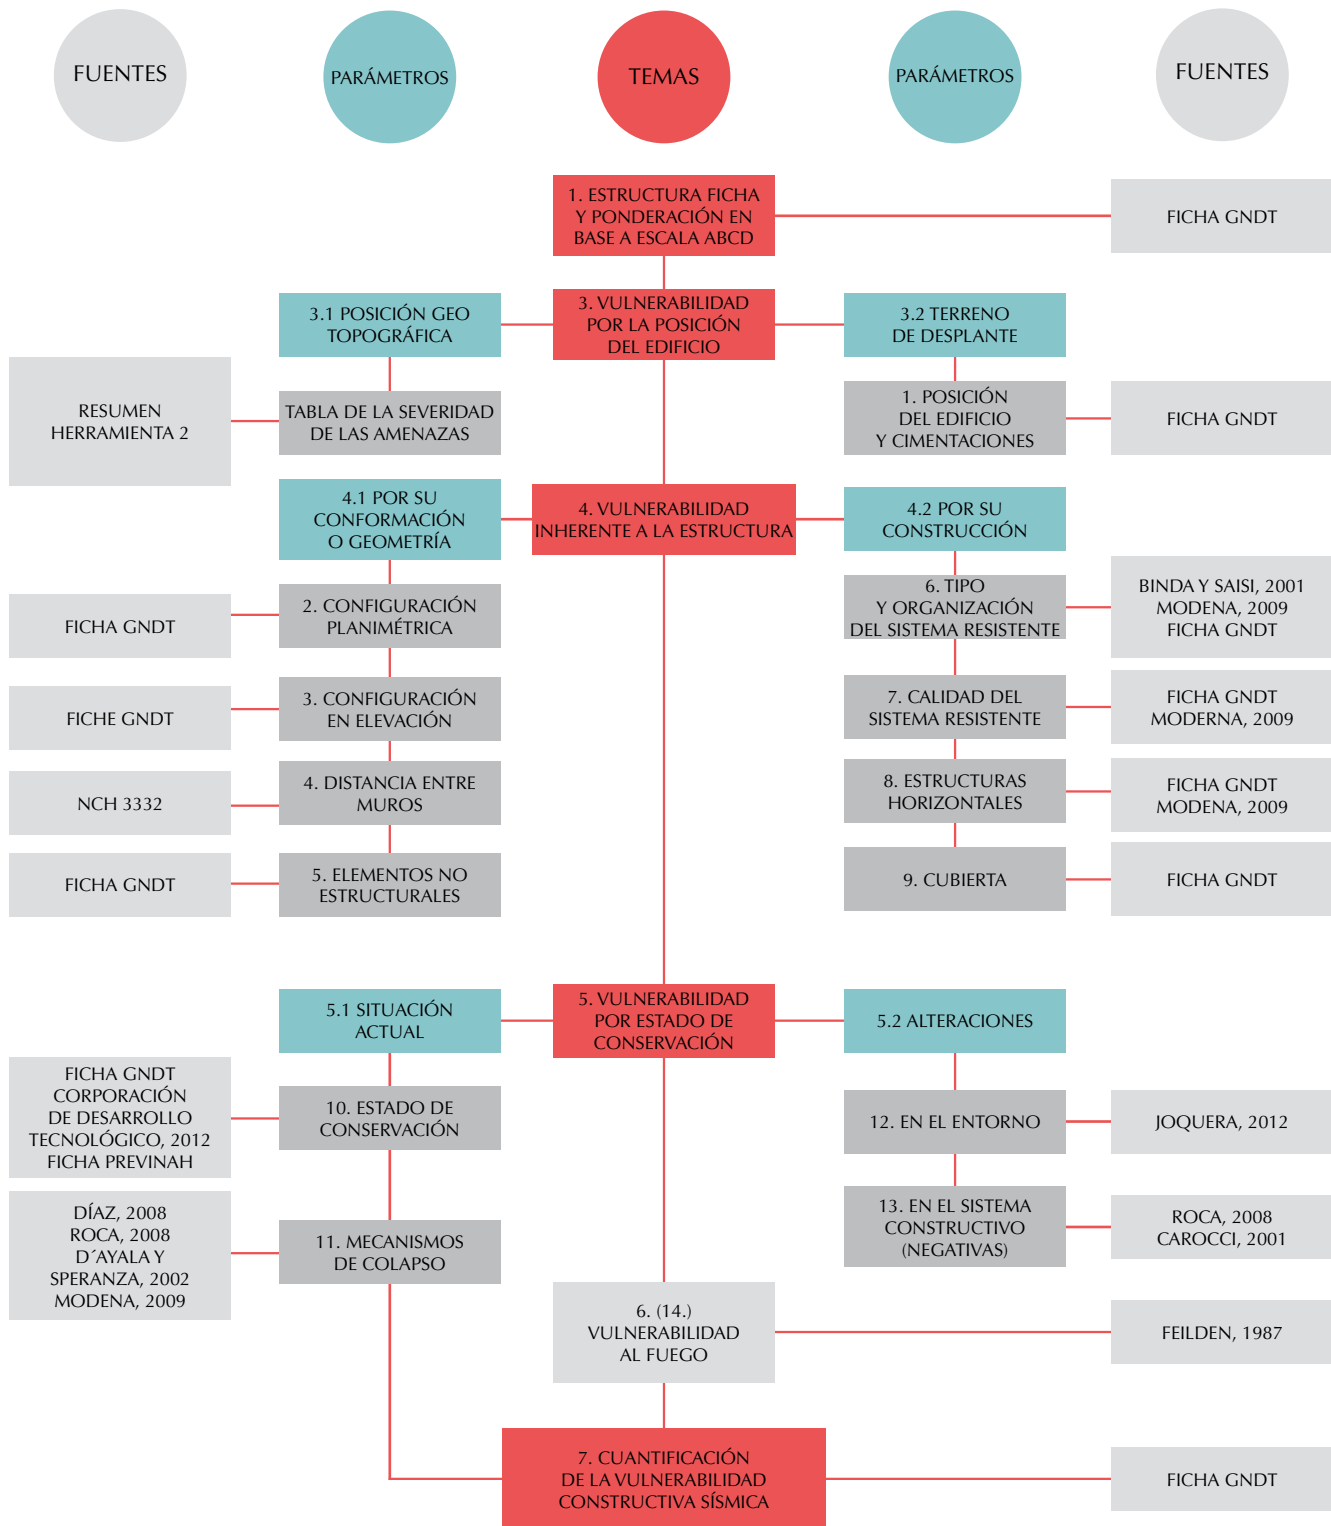 FUENTES
PARÁMETROS
TEMAS
PARÁMETROS
FUENTES
1. ESTRUCTURA FICHA
Y PONDERACIÓN EN
BASE A ESCALA ABCD
FICHA GNDT
3.1 POSICIÓN GEO
TOPOGRÁFICA
3. VULNERABILIDAD
POR LA POSICIÓN
DEL EDIFICIO
3.2 TERRENO
DE DESPLANTE
RESUMEN
HERRAMIENTA 2
TABLA DE LA SEVERIDAD
DE LAS AMENAZAS
1. POSICIÓN
DEL EDIFICIO
Y CIMENTACIONES
FICHA GNDT
4.1 POR SU
CONFORMACIÓN
O GEOMETRÍA
4. VULNERABILIDAD
INHERENTE A LA ESTRUCTURA
4.2 POR SU
CONSTRUCCIÓN
FICHA GNDT
2. CONFIGURACIÓN
PLANIMÉTRICA
6. TIPO
Y ORGANIZACIÓN
DEL SISTEMA RESISTENTE
BINDA Y SAISI, 2001
MODENA, 2009
FICHA GNDT
FICHE GNDT
3. CONFIGURACIÓN
EN ELEVACIÓN
7. CALIDAD DEL
SISTEMA RESISTENTE
FICHA GNDT
MODERNA, 2009
NCH 3332
4. DISTANCIA ENTRE
MUROS
8. ESTRUCTURAS
HORIZONTALES
FICHA GNDT
MODENA, 2009
FICHA GNDT
5. ELEMENTOS NO
ESTRUCTURALES
9. CUBIERTA
FICHA GNDT
5.1 SITUACIÓN
ACTUAL
5. VULNERABILIDAD
POR ESTADO DE
CONSERVACIÓN
5.2 ALTERACIONES
FICHA GNDT
CORPORACIÓN
DE DESARROLLO
TECNOLÓGICO, 2012
FICHA PREVINAH
10. ESTADO DE
CONSERVACIÓN
12. EN EL ENTORNO
JOQUERA, 2012
DÍAZ, 2008
ROCA, 2008
D´AYALA Y
SPERANZA, 2002
MODENA, 2009
11. MECANISMOS
DE COLAPSO
13. EN EL SISTEMA
CONSTRUCTIVO
(NEGATIVAS)
ROCA, 2008
CAROCCI, 2001
6. (14.)
VULNERABILIDAD
AL FUEGO
FEILDEN, 1987
7. CUANTIFICACIÓN
DE LA VULNERABILIDAD
CONSTRUCTIVA SÍSMICA
FICHA GNDT